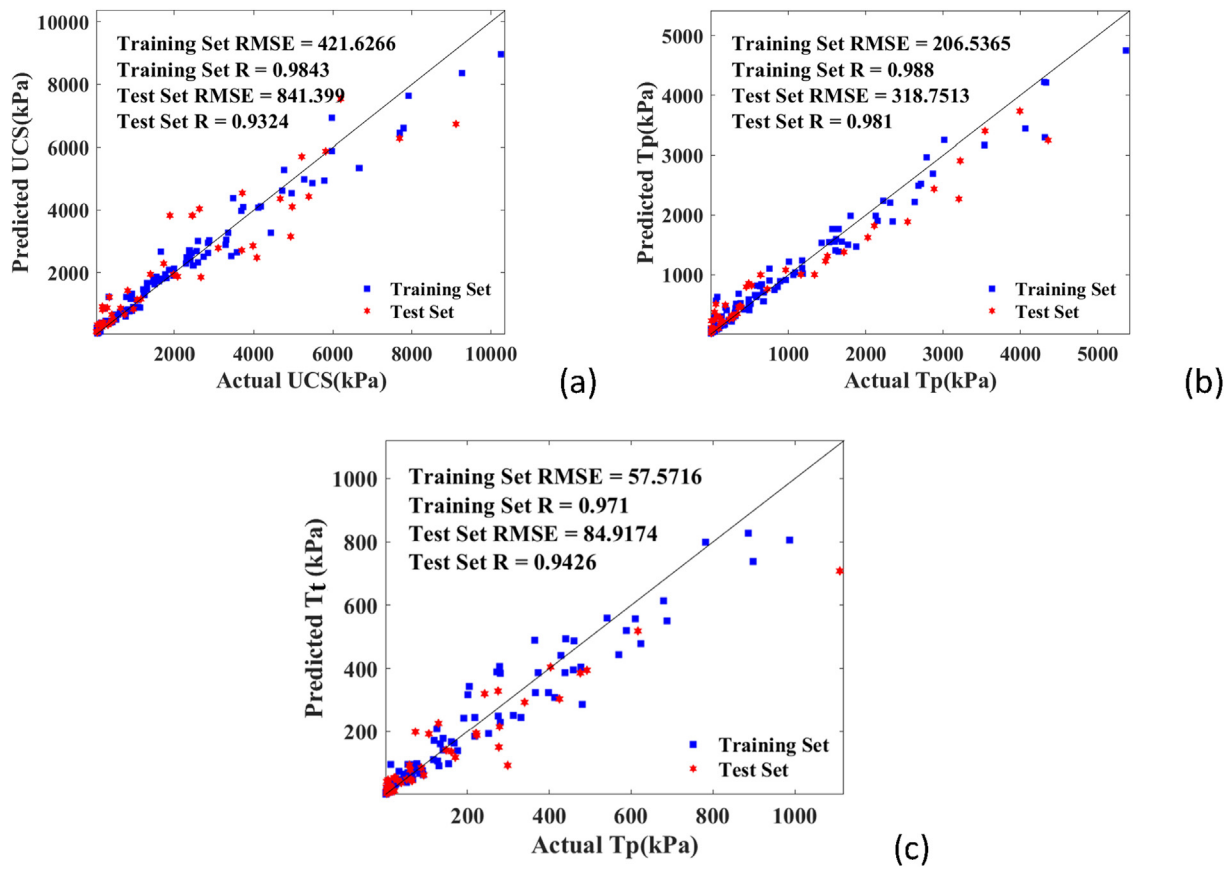 10000
8000
6000
4000
2000
Predicted UCS(kPa)
Training Set RMSE = 421.6266
Training Set R = 0.9843
Test Set RMSE = 841.399
Test Set R = 0.9324
Training Set
Test Set
2000 4000 6000 8000 10000
Actual UCS(kPa)
(a)
5000
4000
3000
2000
1000
Predicted Tp(kPa)
Training Set RMSE = 206.5365
Training Set R = 0.988
Test Set RMSE = 318.7513
Test Set R = 0.981
Training Set
Test Set
1000 2000 3000 4000 5000
Actual Tp(kPa)
(b)
1000
800
600
400
200
Predicted Tt (kPa)
Training Set RMSE = 57.5716
Training Set R = 0.971
Test Set RMSE = 84.9174
Test Set R = 0.9426
Training Set
Test Set
200 400 600 800 1000
Actual Tp(kPa)
(c)